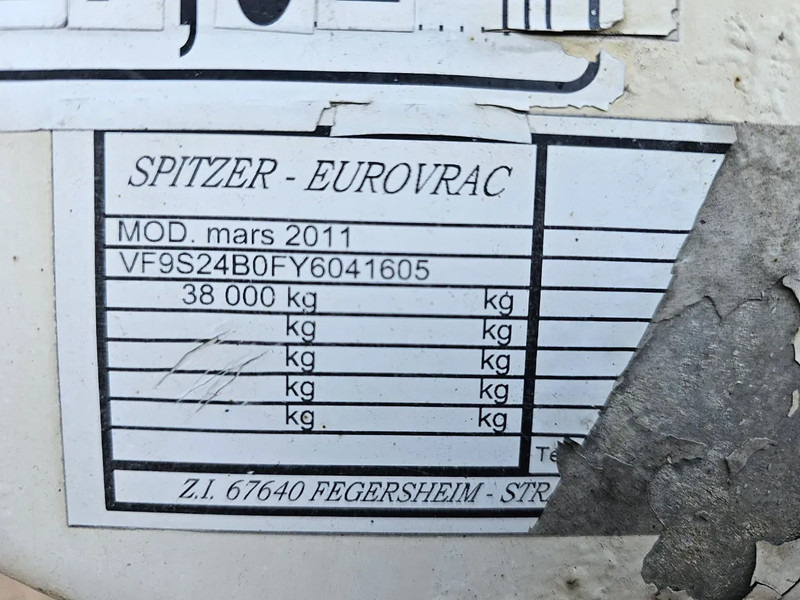 SPITZER - EUROVRAC
MOD. mars 2011
VF9S24B0FY6041605
38 000 kg kg
kg kg
kg kg
kg kg
kg kg
Z.I. 67640 FEGERSHEIM - STR